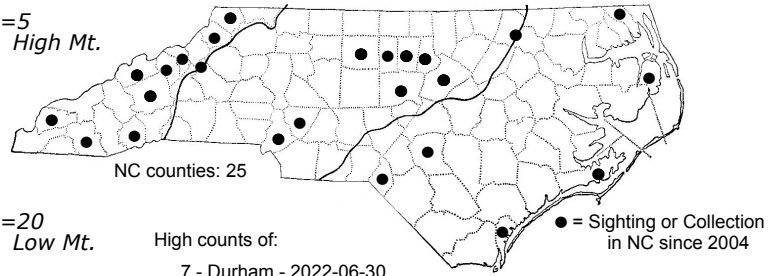 =5
High Mt.
NC counties: 25
=20
Low Mt.
High counts of:
7 - Durham - 2022-06-30
● = Sighting or Collection
in NC since 2004